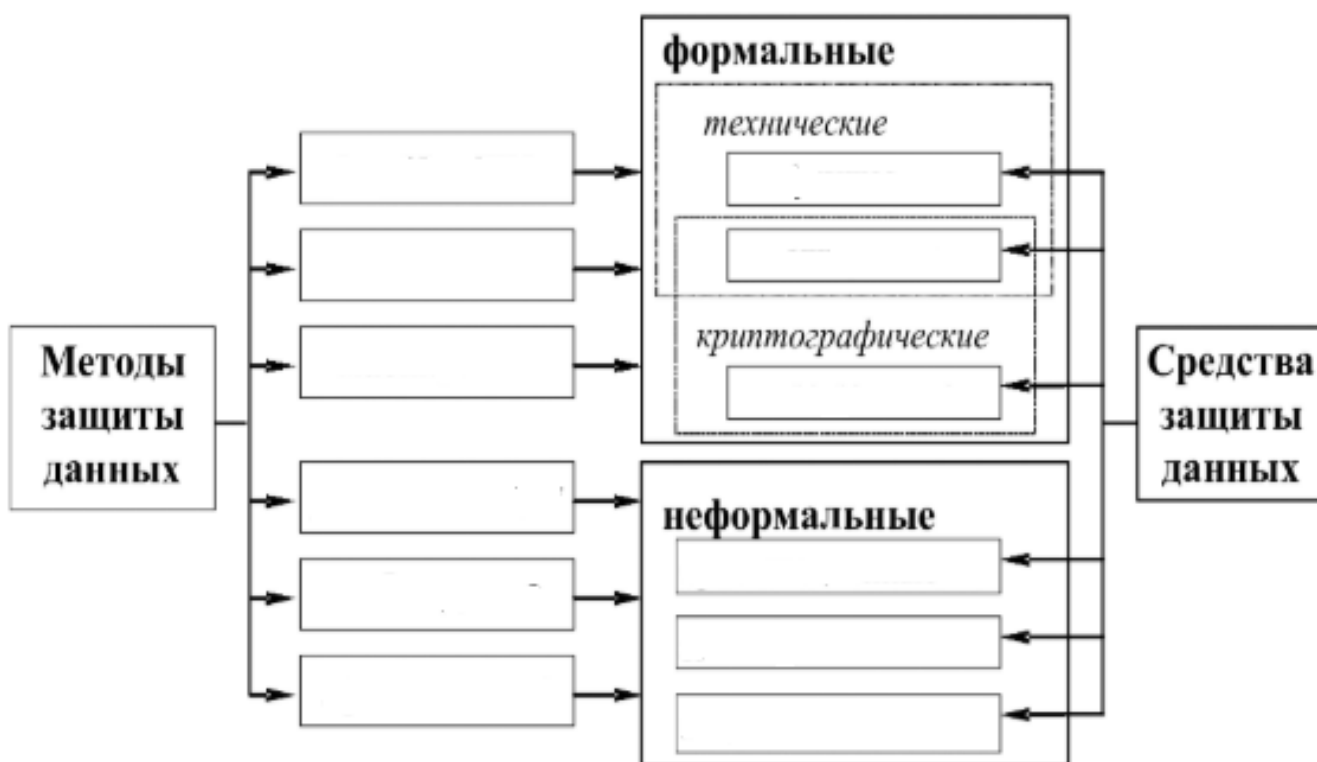 формальные
технические
криптографические
Методы
защиты
данных
Средства
защиты
данных
неформальные